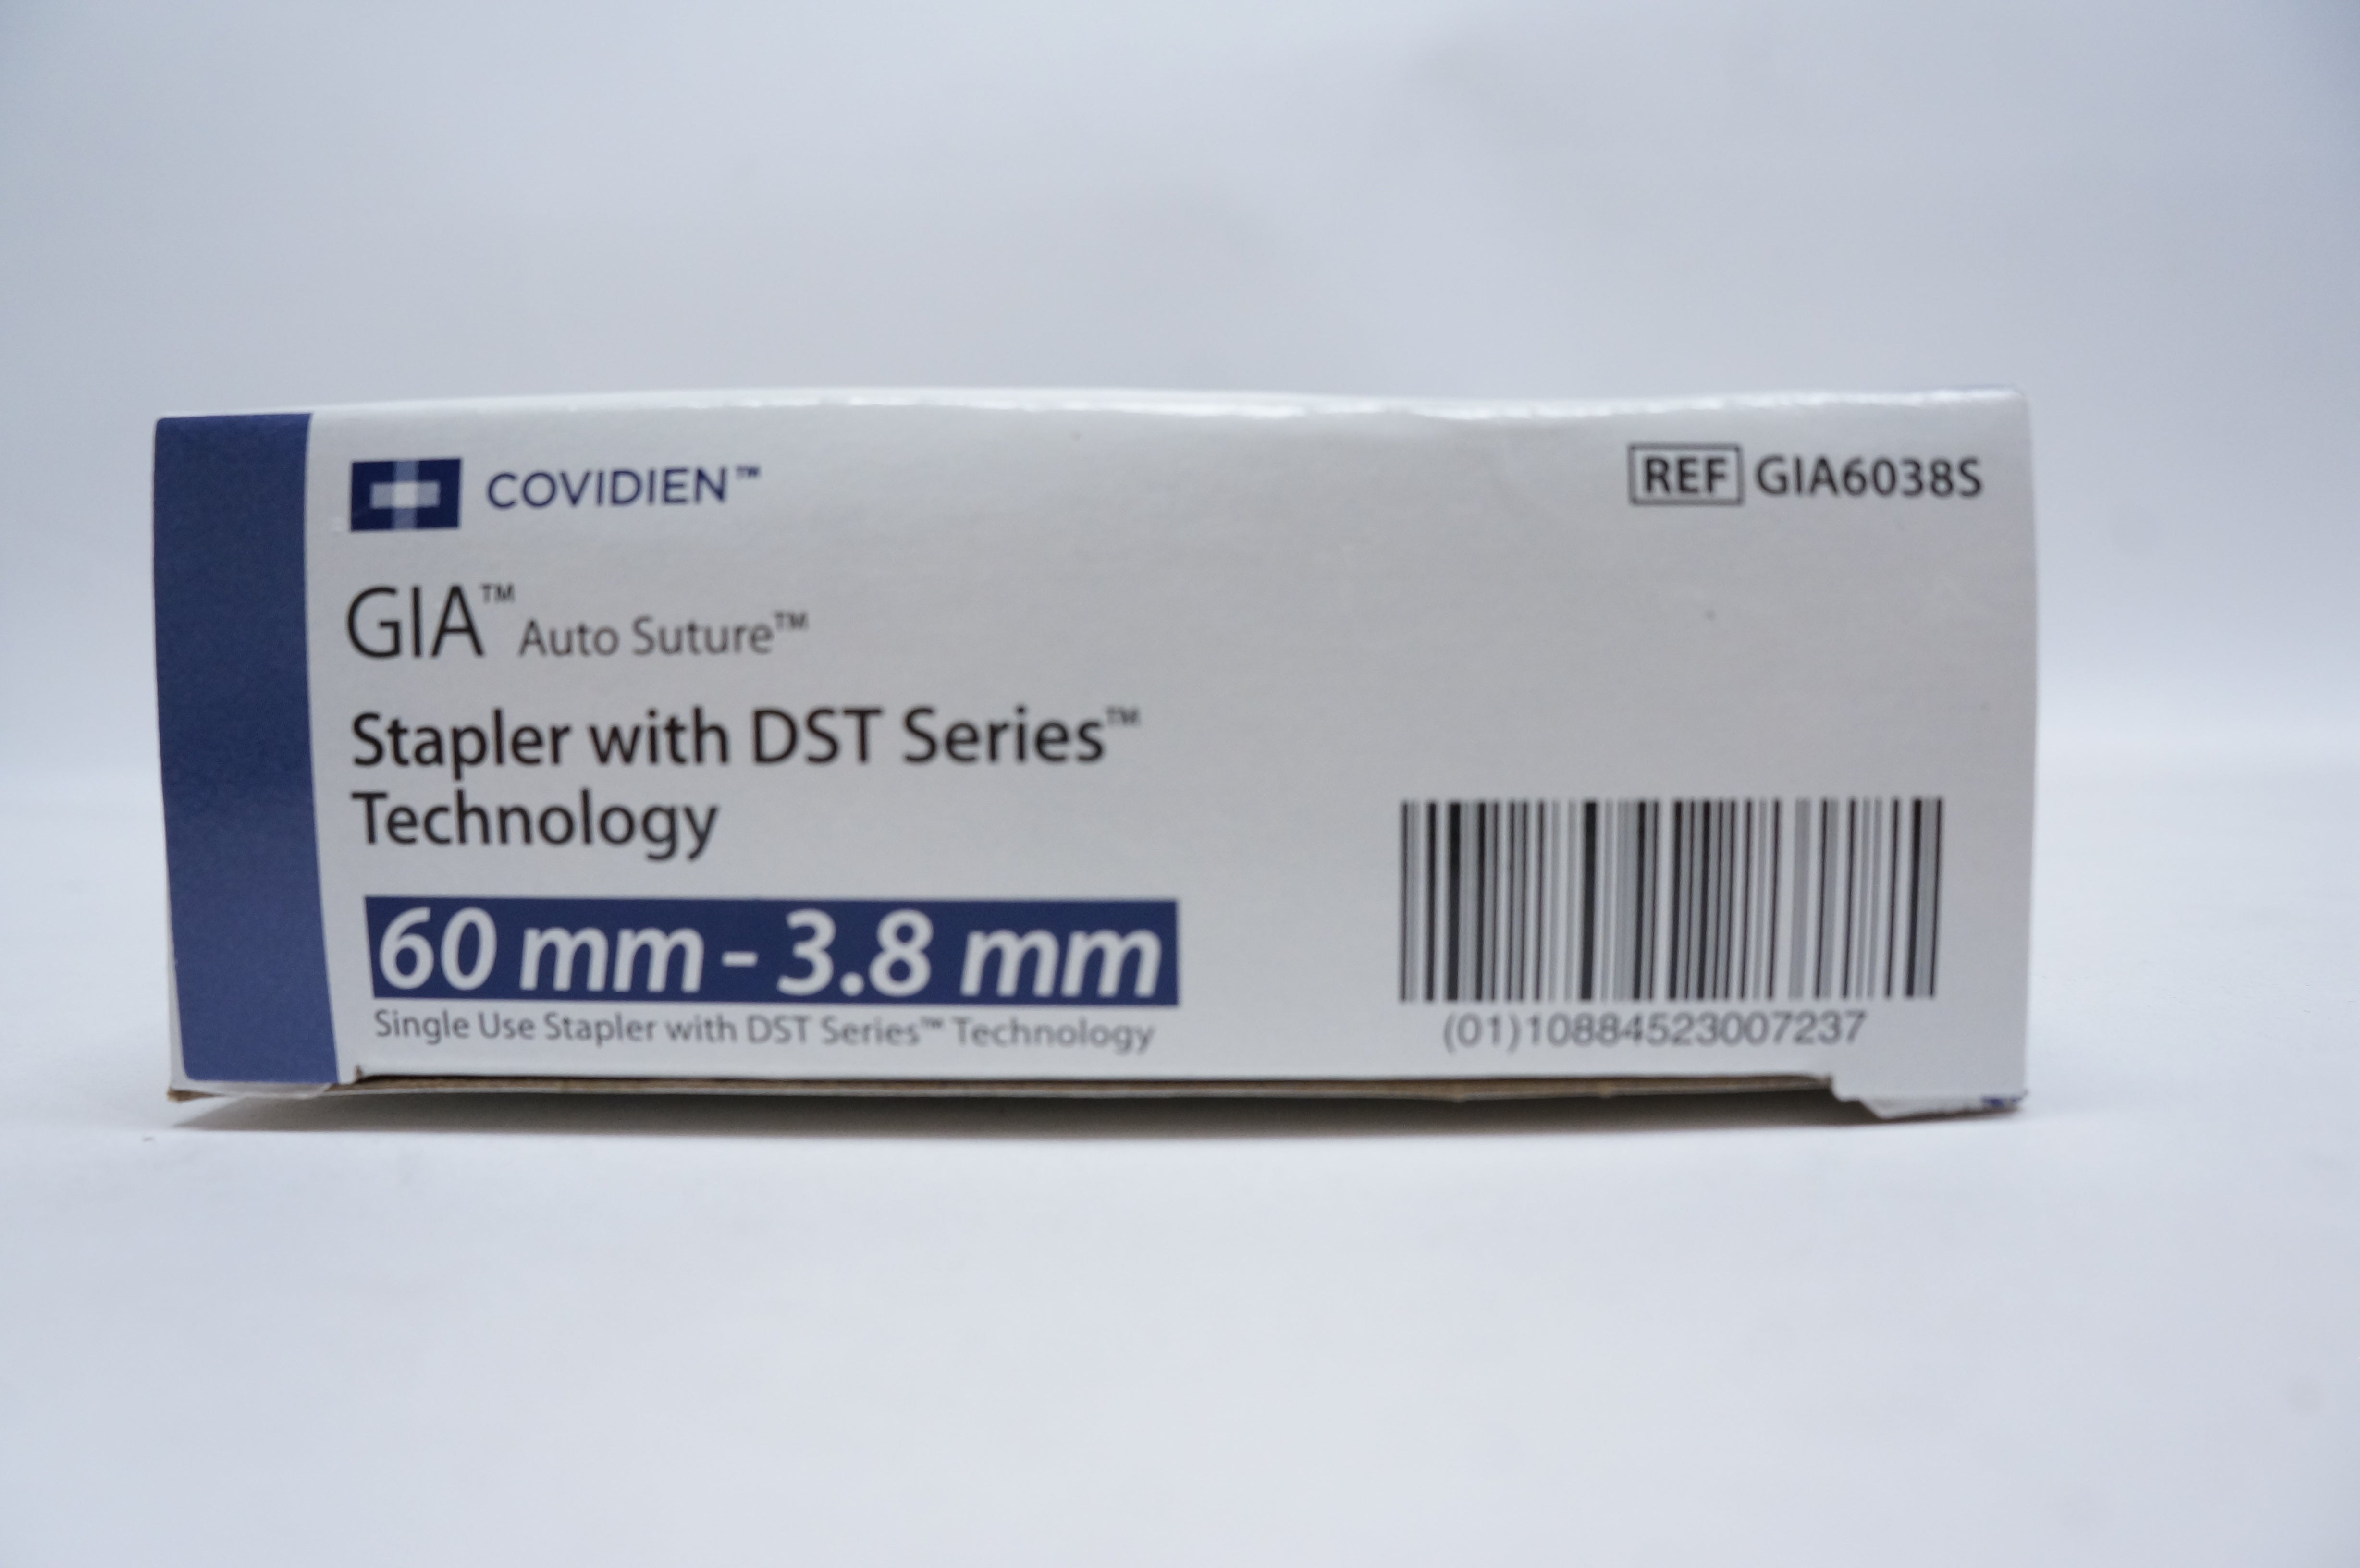 COVIDIEN™
REF GIA6038S
GIA™ Auto Suture™
Stapler with DST Series™
Technology
60 mm - 3.8 mm
Single Use Stapler with DST Series™ Technology
(01)10884523007237